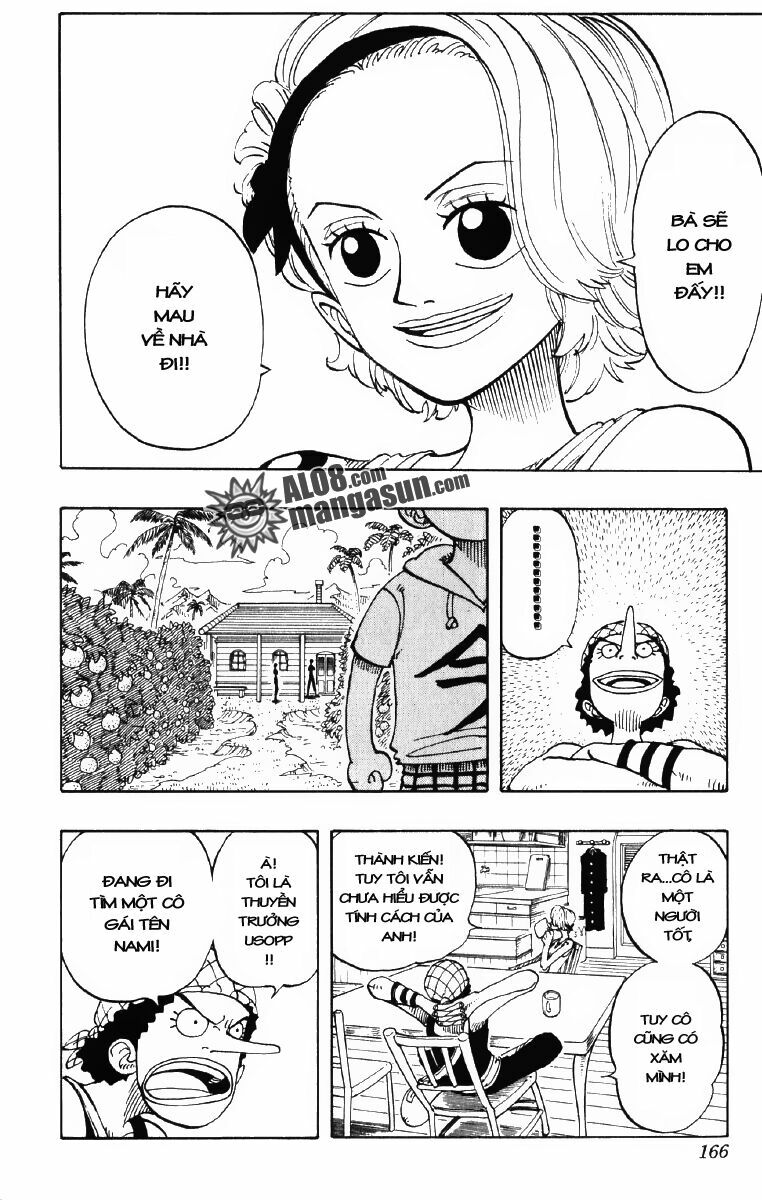 BÀ SẼ
LO CHO
EM
ĐẤY!!
HÃY
MAU
VỀ NHÀ
ĐI!!
AL08.com
mangasun.com
THẬT
RA...CÔ LÀ
MỘT
NGƯỜI
TỐT,
TUY CÔ
CŨNG CÓ
XĂM
MÌNH!
THÀNH KIẾN!
TUY TÔI VẪN
CHƯA HIỂU ĐƯỢC
TÍNH CÁCH CỦA
ANH!
À!
TÔI LÀ
THUYỀN
TRƯỞNG
USOPP
!!
ĐANG ĐI
TÌM MỘT CÔ
GÁI TÊN
NAMI!
166